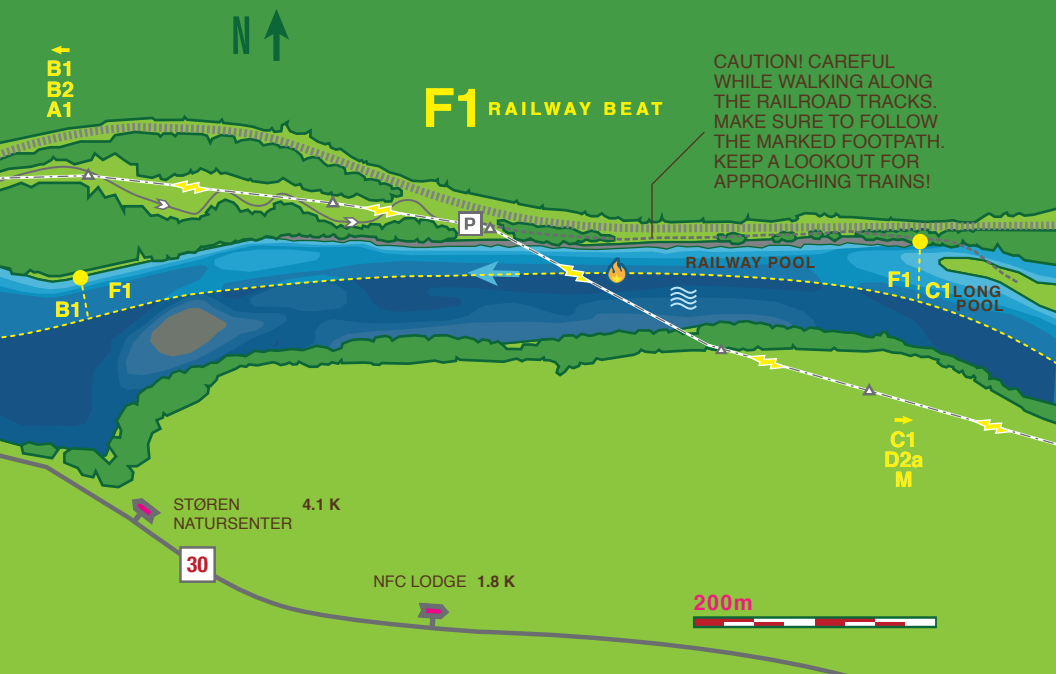 N
B1
B2
A1
F1 RAILWAY BEAT
CAUTION! CAREFUL
WHILE WALKING ALONG
THE RAILROAD TRACKS.
MAKE SURE TO FOLLOW
THE MARKED FOOTPATH.
KEEP A LOOKOUT FOR
APPROACHING TRAINS!
P
RAILWAY POOL
F1
B1
F1
C1
LONG
POOL
C1
D2a
M
STØREN 4.1 K
NATURSENTER
30
NFC LODGE 1.8 K
200m